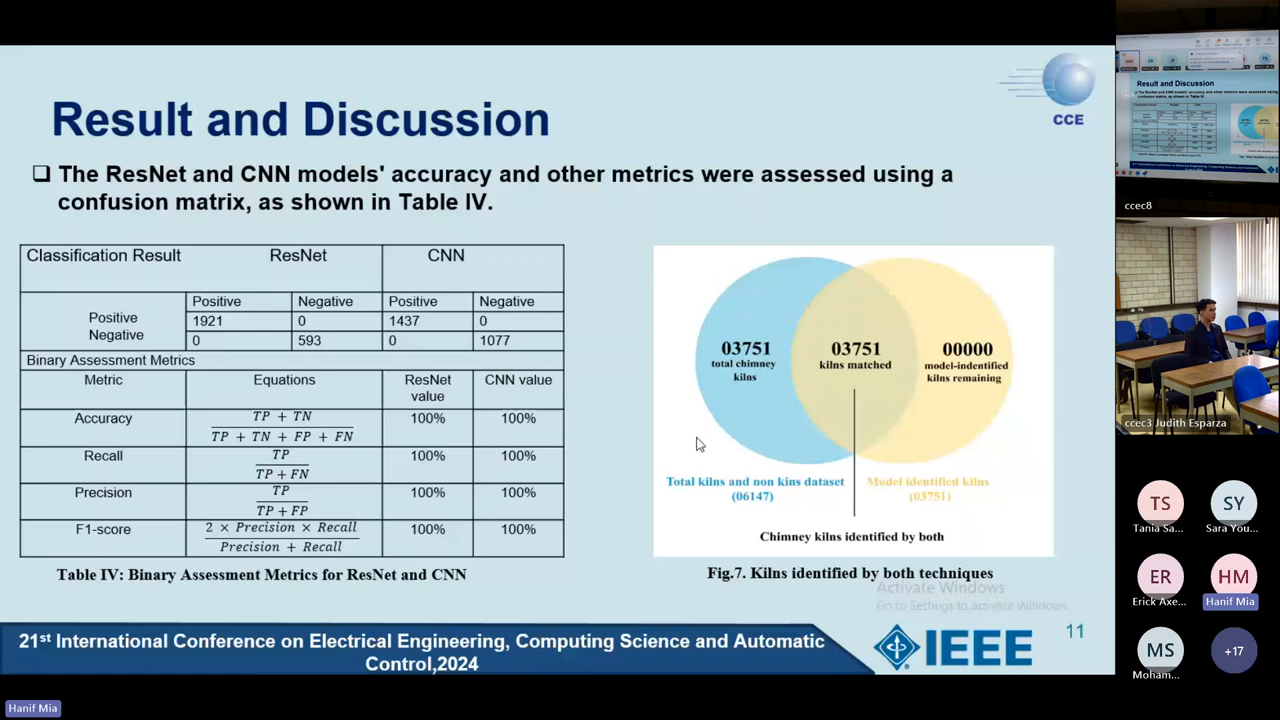 Result and Discussion
CCE
❑ The ResNet and CNN models' accuracy and other metrics were assessed using a
confusion matrix, as shown in Table IV.
Classification Result ResNet CNN
Positive Negative Positive Negative
Positive 1921 0 1437 0
Negative 0 593 0 1077
Binary Assessment Metrics
Metric Equations ResNet value CNN value
Accuracy TP + TN / TP + TN + FP + FN 100% 100%
Recall TP / TP + FN 100% 100%
Precision TP / TP + FP 100% 100%
F1-score 2 × Precision × Recall / Precision + Recall 100% 100%
Table IV: Binary Assessment Metrics for ResNet and CNN
03751
total chimney
kilns
03751
kilns matched
00000
model-indentified
kilns remaining
Total kilns and non kins dataset
(06147)
Model identified kilns
(03751)
Chimney kilns identified by both
Fig.7. Kilns identified by both techniques
Activate Windows
Go to Settings to activate Windows.
21st International Conference on Electrical Engineering, Computing Science and Automatic
Control,2024
IEEE
11
Hanif Mia
Result and Discussion
ccec8
ccec3 Judith Esparza
TS
Tania Sa...
SY
Sara You...
ER
Erick Axe...
HM
Hanif Mia
MS
Moham...
+17